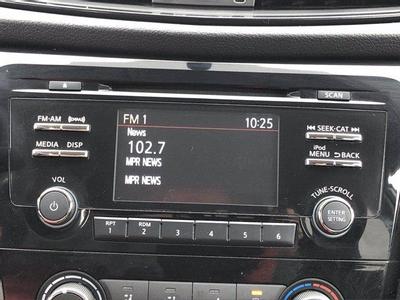 SCAN
FM·AM
FM 1
10:25
SEEK·CAT
News
102.7
iPod
MEDIA
DISP
MENU
BACK
MPR NEWS
MPR NEWS
VOL
TUNE·SCROLL
RPT
1
RDM
2
3
4
5
6
ENTER
SETTING